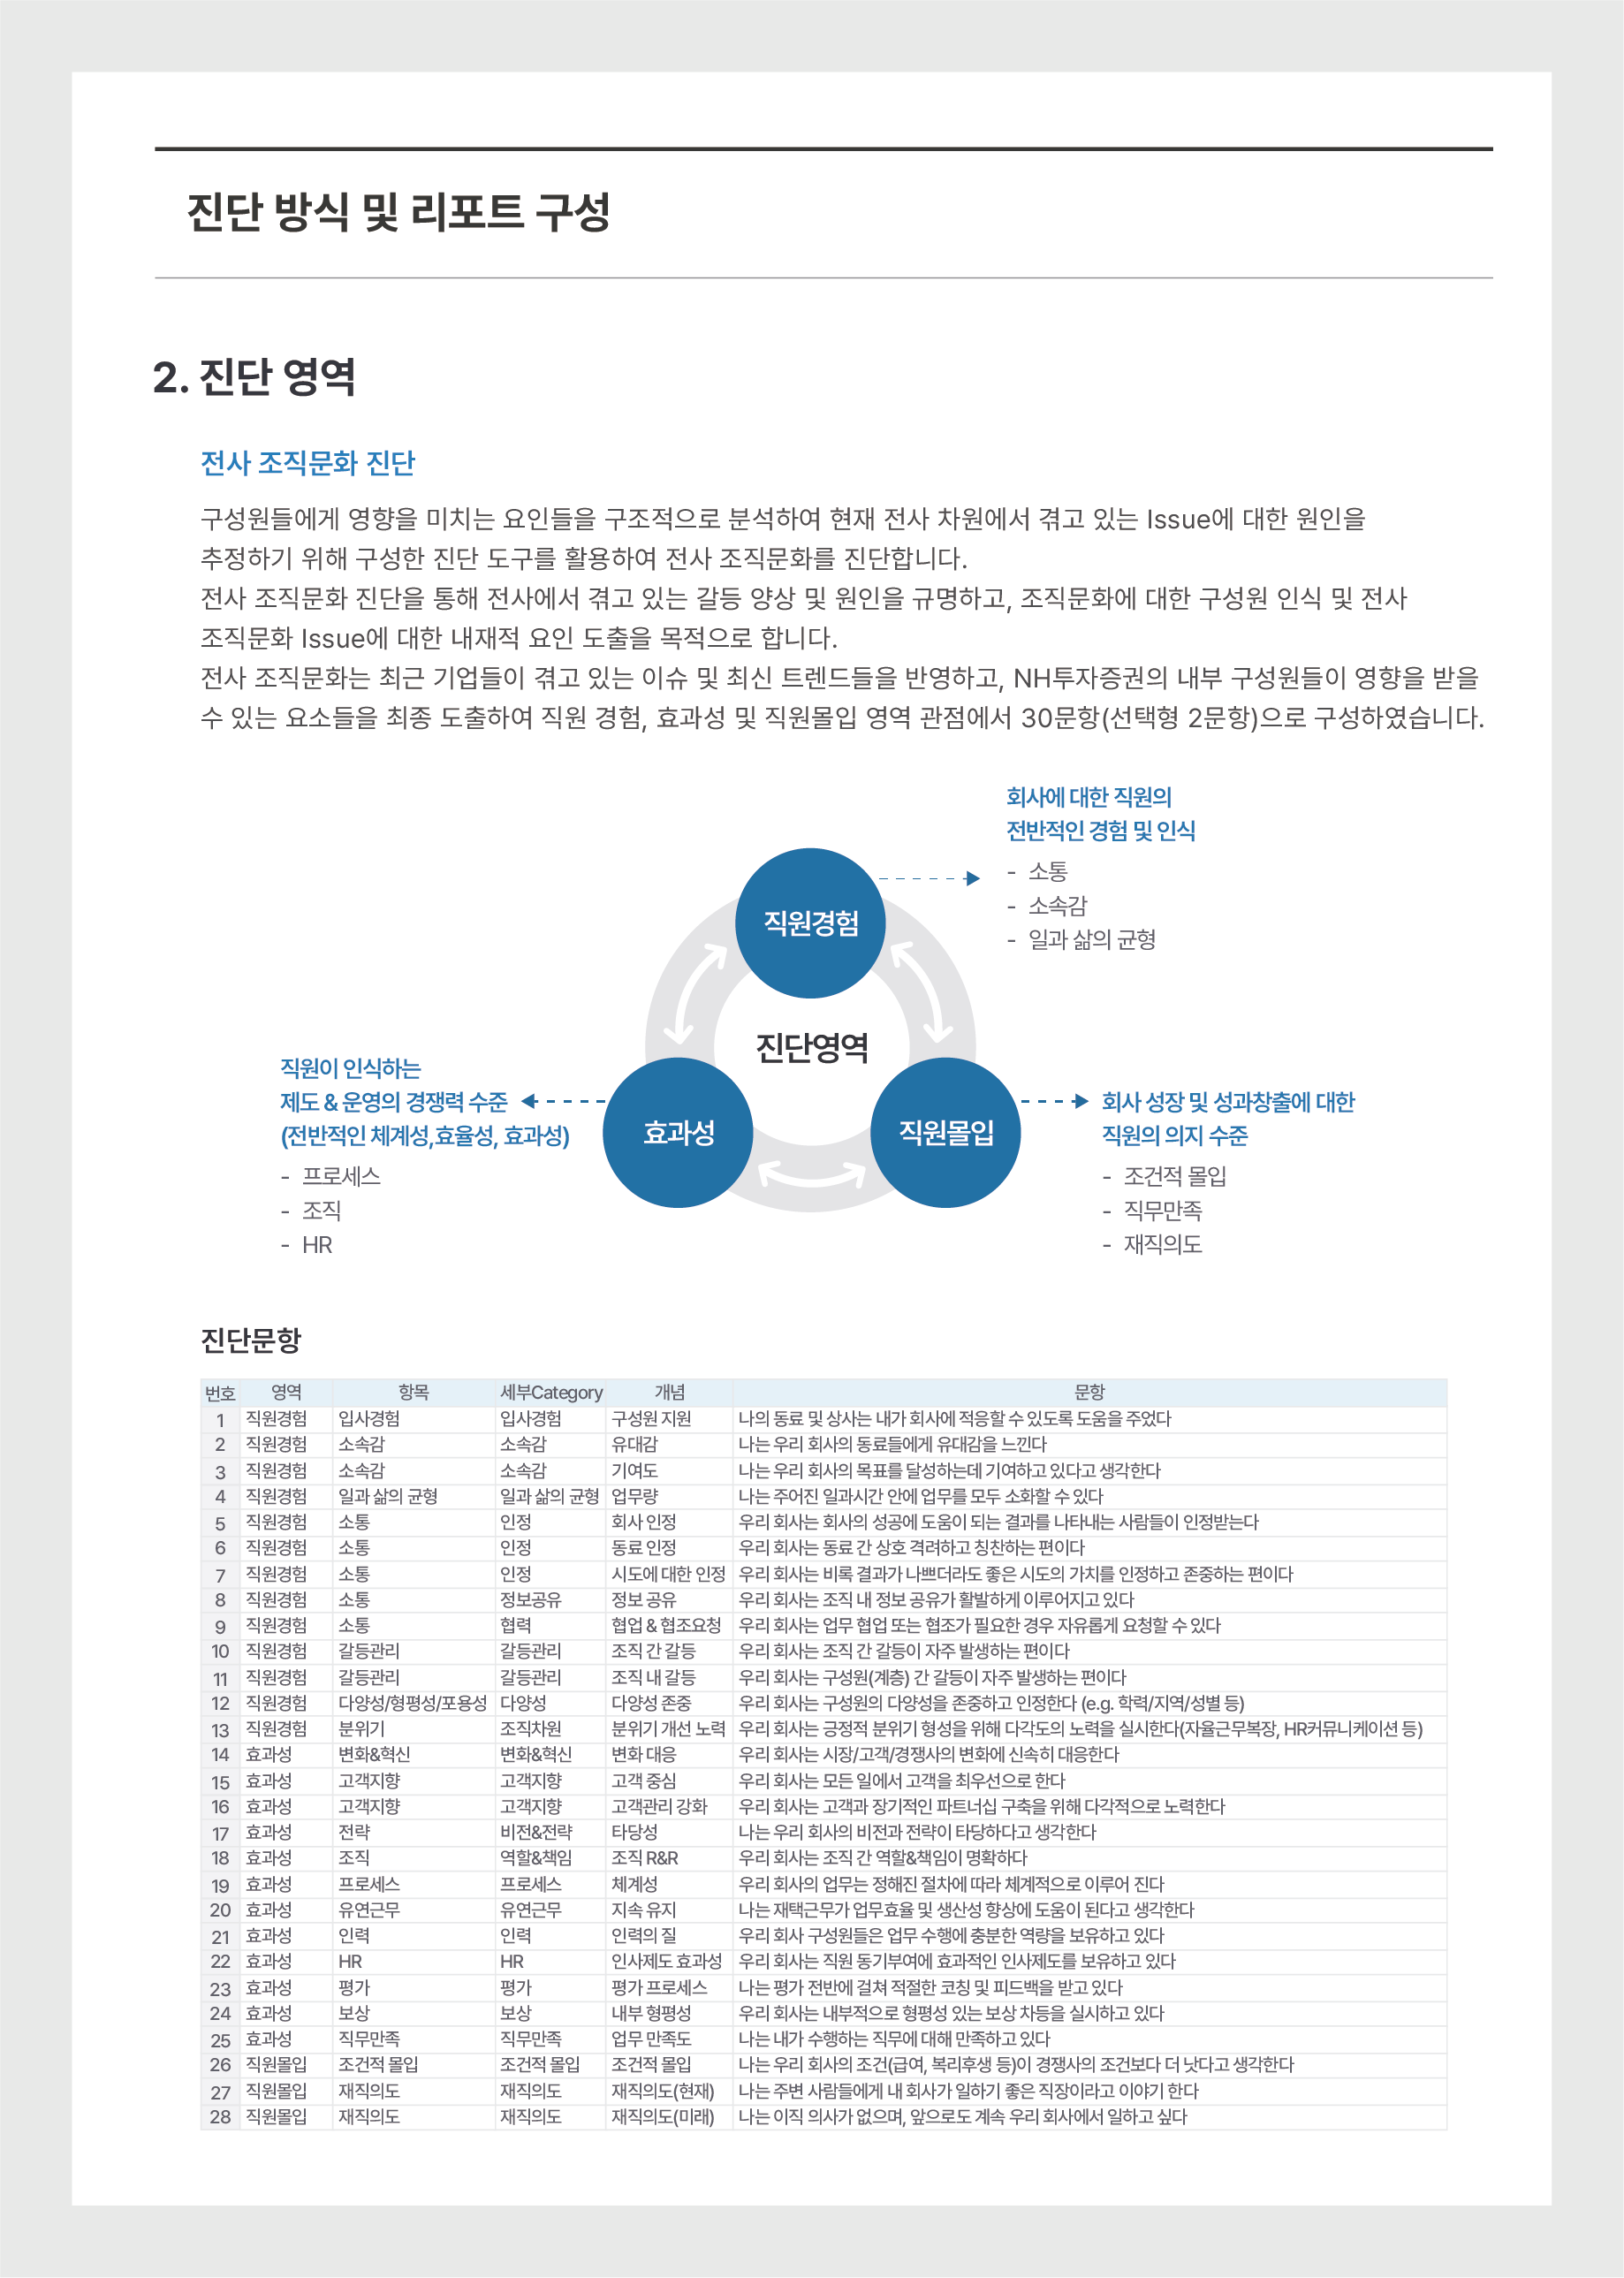 진단 방식 및 리포트 구성
2. 진단 영역
전사 조직문화 진단
구성원들에게 영향을 미치는 요인들을 구조적으로 분석하여 현재 전사 차원에서 겪고 있는 Issue에 대한 원인을
추정하기 위해 구성한 진단 도구를 활용하여 전사 조직문화를 진단합니다.
전사 조직문화 진단을 통해 전사에서 겪고 있는 갈등 양상 및 원인을 규명하고, 조직문화에 대한 구성원 인식 및 전사
조직문화 Issue에 대한 내재적 요인 도출을 목적으로 합니다.
전사 조직문화는 최근 기업들이 겪고 있는 이슈 및 최신 트렌드들을 반영하고, NH투자증권의 내부 구성원들이 영향을 받을
수 있는 요소들을 최종 도출하여 직원 경험, 효과성 및 직원몰입 영역 관점에서 30문항(선택형 2문항)으로 구성하였습니다.
회사에 대한 직원의
전반적인 경험 및 인식
- 소통
- 소속감
- 일과 삶의 균형
직원경험
진단영역
직원이 인식하는
제도 & 운영의 경쟁력 수준
(전반적인 체계성,효율성, 효과성)
- 프로세스
- 조직
- HR
효과성
직원몰입
회사 성장 및 성과창출에 대한
직원의 의지 수준
- 조건적 몰입
- 직무만족
- 재직의도
진단문항
번호 영역 항목 세부Category 개념 문항
1 직원경험 입사경험 입사경험 구성원 지원 나의 동료 및 상사는 내가 회사에 적응할 수 있도록 도움을 주었다
2 직원경험 소속감 소속감 유대감 나는 우리 회사의 동료들에게 유대감을 느낀다
3 직원경험 소속감 소속감 기여도 나는 우리 회사의 목표를 달성하는데 기여하고 있다고 생각한다
4 직원경험 일과 삶의 균형 일과 삶의 균형 업무량 나는 주어진 일과시간 안에 업무를 모두 소화할 수 있다
5 직원경험 소통 인정 회사 인정 우리 회사는 회사의 성공에 도움이 되는 결과를 나타내는 사람들이 인정받는다
6 직원경험 소통 인정 동료 인정 우리 회사는 동료 간 상호 격려하고 칭찬하는 편이다
7 직원경험 소통 인정 시도에 대한 인정 우리 회사는 비록 결과가 나쁘더라도 좋은 시도의 가치를 인정하고 존중하는 편이다
8 직원경험 소통 정보공유 정보 공유 우리 회사는 조직 내 정보 공유가 활발하게 이루어지고 있다
9 직원경험 소통 협력 협업 & 협조요청 우리 회사는 업무 협업 또는 협조가 필요한 경우 자유롭게 요청할 수 있다
10 직원경험 갈등관리 갈등관리 조직 간 갈등 우리 회사는 조직 간 갈등이 자주 발생하는 편이다
11 직원경험 갈등관리 갈등관리 조직 내 갈등 우리 회사는 구성원(계층) 간 갈등이 자주 발생하는 편이다
12 직원경험 다양성/형평성/포용성 다양성 다양성 존중 우리 회사는 구성원의 다양성을 존중하고 인정한다 (e.g. 학력/지역/성별 등)
13 직원경험 분위기 조직차원 분위기 개선 노력 우리 회사는 긍정적 분위기 형성을 위해 다각도의 노력을 실시한다(자율근무복장, HR커뮤니케이션 등)
14 효과성 변화&혁신 변화&혁신 변화 대응 우리 회사는 시장/고객/경쟁사의 변화에 신속히 대응한다
15 효과성 고객지향 고객지향 고객 중심 우리 회사는 모든 일에서 고객을 최우선으로 한다
16 효과성 고객지향 고객지향 고객관리 강화 우리 회사는 고객과 장기적인 파트너십 구축을 위해 다각적으로 노력한다
17 효과성 전략 비전&전략 타당성 나는 우리 회사의 비전과 전략이 타당하다고 생각한다
18 효과성 조직 역할&책임 조직 R&R 우리 회사는 조직 간 역할&책임이 명확하다
19 효과성 프로세스 프로세스 체계성 우리 회사의 업무는 정해진 절차에 따라 체계적으로 이루어 진다
20 효과성 유연근무 유연근무 지속 유지 나는 재택근무가 업무효율 및 생산성 향상에 도움이 된다고 생각한다
21 효과성 인력 인력 인력의 질 우리 회사 구성원들은 업무 수행에 충분한 역량을 보유하고 있다
22 효과성 HR HR 인사제도 효과성 우리 회사는 직원 동기부여에 효과적인 인사제도를 보유하고 있다
23 효과성 평가 평가 평가 프로세스 나는 평가 전반에 걸쳐 적절한 코칭 및 피드백을 받고 있다
24 효과성 보상 보상 내부 형평성 우리 회사는 내부적으로 형평성 있는 보상 차등을 실시하고 있다
25 효과성 직무만족 직무만족 업무 만족도 나는 내가 수행하는 직무에 대해 만족하고 있다
26 직원몰입 조건적 몰입 조건적 몰입 조건적 몰입 나는 우리 회사의 조건(급여, 복리후생 등)이 경쟁사의 조건보다 더 낫다고 생각한다
27 직원몰입 재직의도 재직의도 재직의도(현재) 나는 주변 사람들에게 내 회사가 일하기 좋은 직장이라고 이야기 한다
28 직원몰입 재직의도 재직의도 재직의도(미래) 나는 이직 의사가 없으며, 앞으로도 계속 우리 회사에서 일하고 싶다